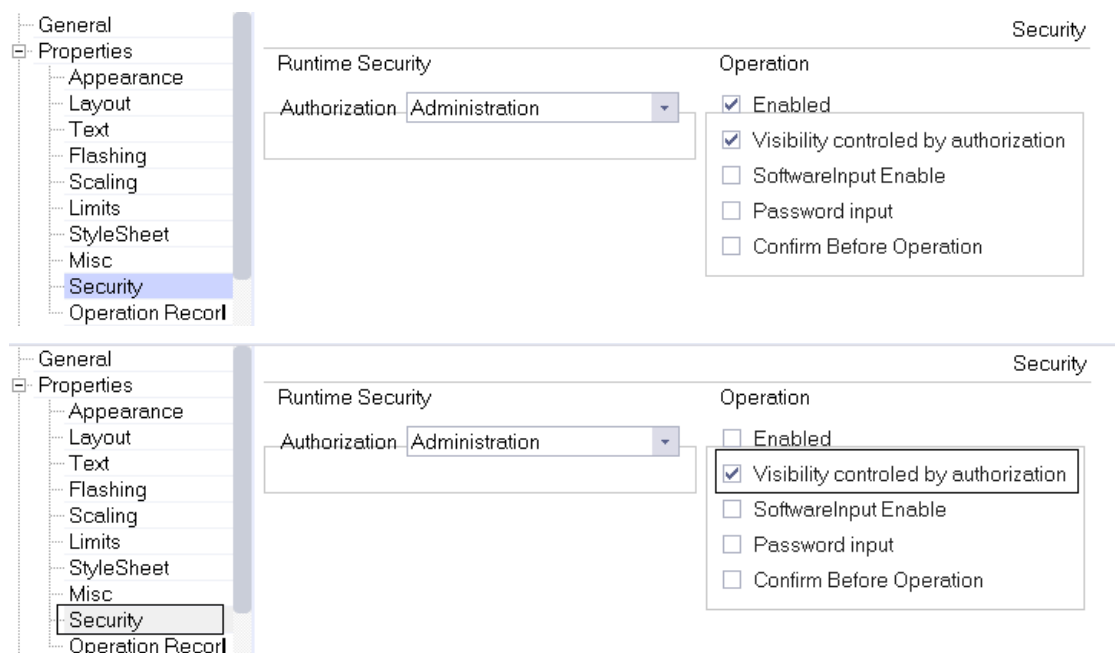 General
Properties
Appearance
Layout
Text
Flashing
Scaling
Limits
StyleSheet
Misc
Security
Operation Recorl
Security
Runtime Security
Authorization Administration
Operation
Enabled
Visibility controled by authorization
SoftwareInput Enable
Password input
Confirm Before Operation
General
Properties
Appearance
Layout
Text
Flashing
Scaling
Limits
StyleSheet
Misc
Security
Operation Recorl
Security
Runtime Security
Authorization Administration
Operation
Enabled
Visibility controled by authorization
SoftwareInput Enable
Password input
Confirm Before Operation